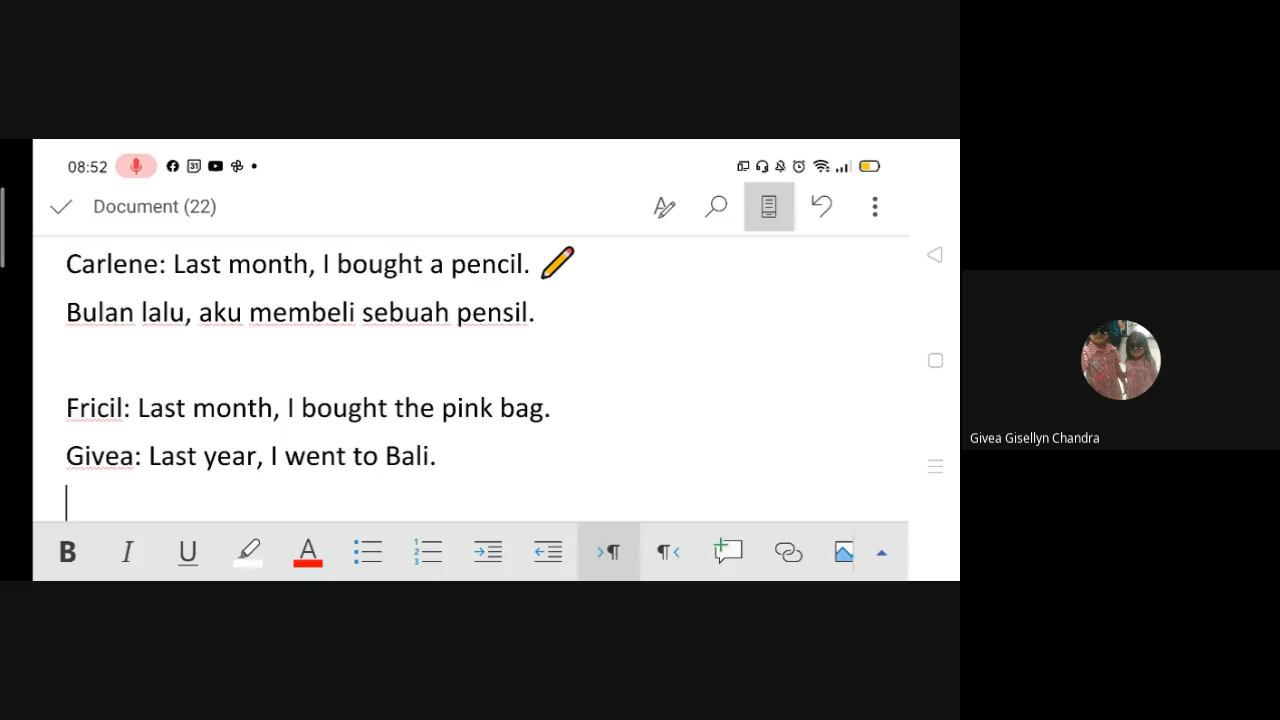 08:52
31
Document (22)
Carlene: Last month, I bought a pencil.
Bulan lalu, aku membeli sebuah pensil.
Fricil: Last month, I bought the pink bag.
Givea: Last year, I went to Bali.
B I U A
Givea Gisellyn Chandra